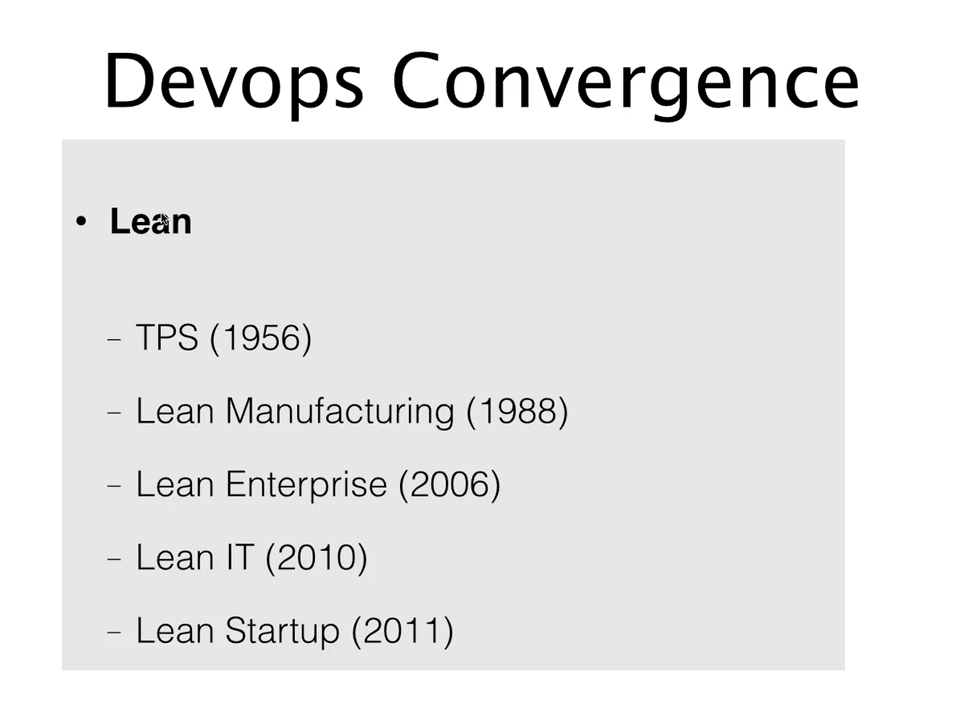 Devops Convergence
• Lean
– TPS (1956)
– Lean Manufacturing (1988)
– Lean Enterprise (2006)
– Lean IT (2010)
– Lean Startup (2011)